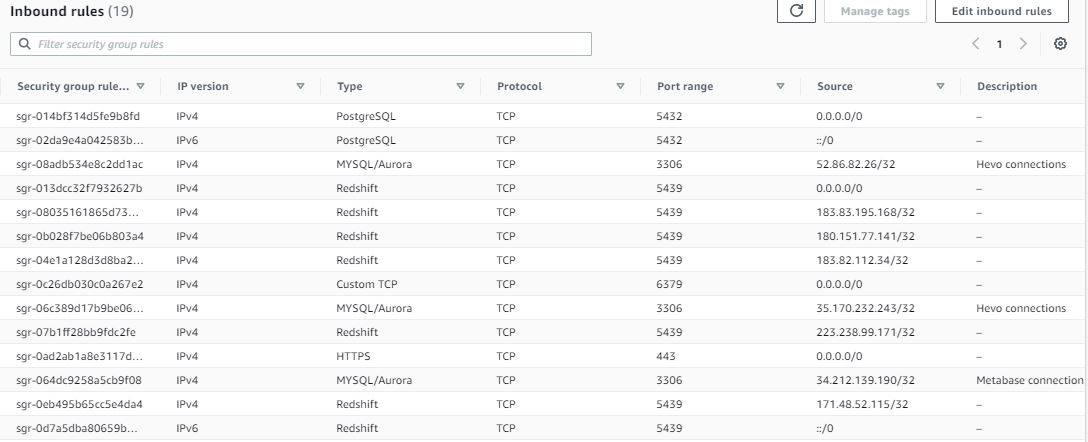 Inbound rules (19) Manage tags Edit inbound rules
Filter security group rules 1
Security group rule... IP version Type Protocol Port range Source Description
sgr-014bf314d5fe9b8fd IPv4 PostgreSQL TCP 5432 0.0.0.0/0 –
sgr-02da9e4a042583b... IPv6 PostgreSQL TCP 5432 ::/0 –
sgr-08adb534e8c2dd1ac IPv4 MYSQL/Aurora TCP 3306 52.86.82.26/32 Hevo connections
sgr-013dcc32f7932627b IPv4 Redshift TCP 5439 0.0.0.0/0 –
sgr-08035161865d73... IPv4 Redshift TCP 5439 183.83.195.168/32 –
sgr-0b028f7be06b803a4 IPv4 Redshift TCP 5439 180.151.77.141/32 –
sgr-04e1a128d3d8ba2... IPv4 Redshift TCP 5439 183.82.112.34/32 –
sgr-0c26db030c0a267e2 IPv4 Custom TCP TCP 6379 0.0.0.0/0 –
sgr-06c389d17b9be06... IPv4 MYSQL/Aurora TCP 3306 35.170.232.243/32 Hevo connections
sgr-07b1ff28bb9fdc2fe IPv4 Redshift TCP 5439 223.238.99.171/32 –
sgr-0ad2ab1a8e3117d... IPv4 HTTPS TCP 443 0.0.0.0/0 –
sgr-064dc9258a5cb9f08 IPv4 MYSQL/Aurora TCP 3306 34.212.139.190/32 Metabase connection
sgr-0eb495b65cc5e4da4 IPv4 Redshift TCP 5439 171.48.52.115/32 –
sgr-0d7a5dba80659b... IPv6 Redshift TCP 5439 ::/0 –